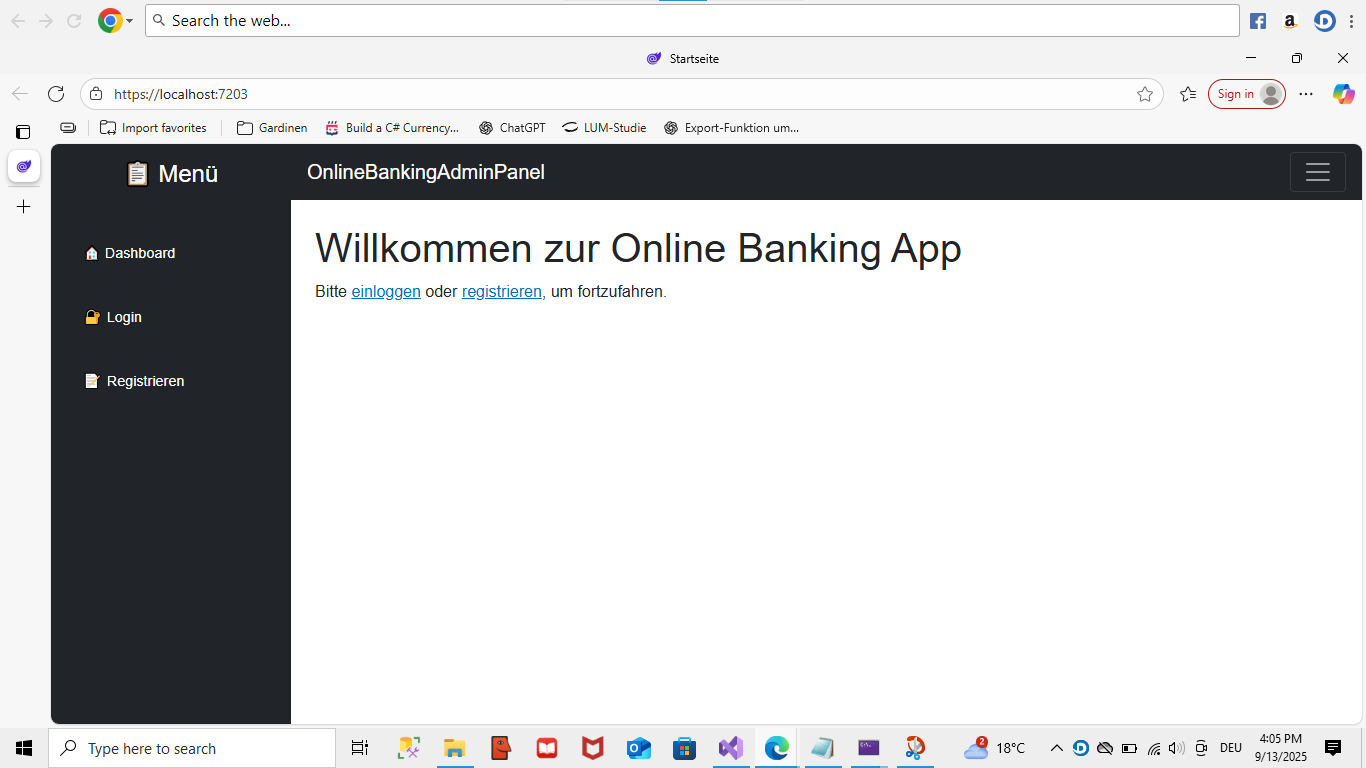 Search the web...
Startseite
https://localhost:7203
Sign in
Import favorites
Gardinen
Build a C# Currency...
ChatGPT
LUM-Studie
Export-Funktion um...
Menü
OnlineBankingAdminPanel
Dashboard
Login
Registrieren
Willkommen zur Online Banking App
Bitte einloggen oder registrieren, um fortzufahren.
Type here to search
2
18°C
DEU
4:05 PM
9/13/2025